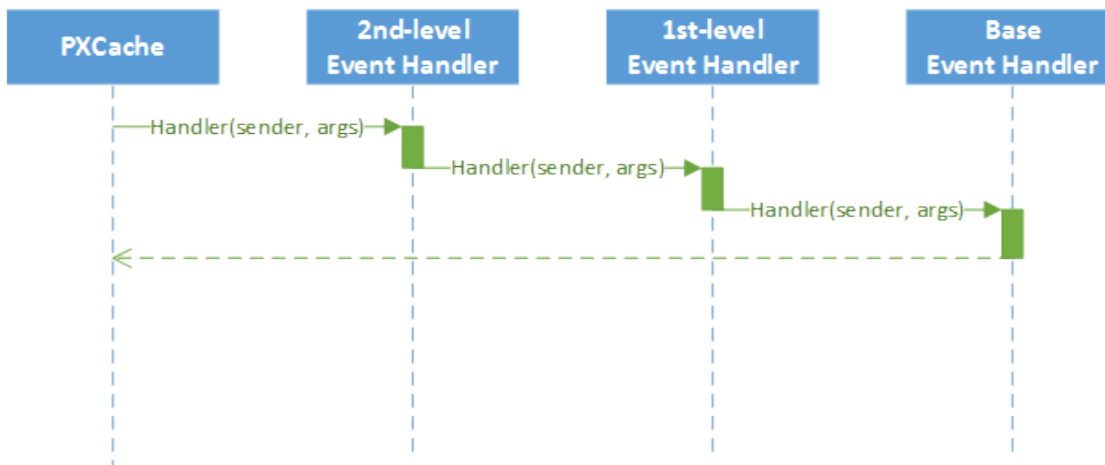 PXCache
2nd-level
Event Handler
1st-level
Event Handler
Base
Event Handler
Handler(sender, args)
Handler(sender, args)
Handler(sender, args)